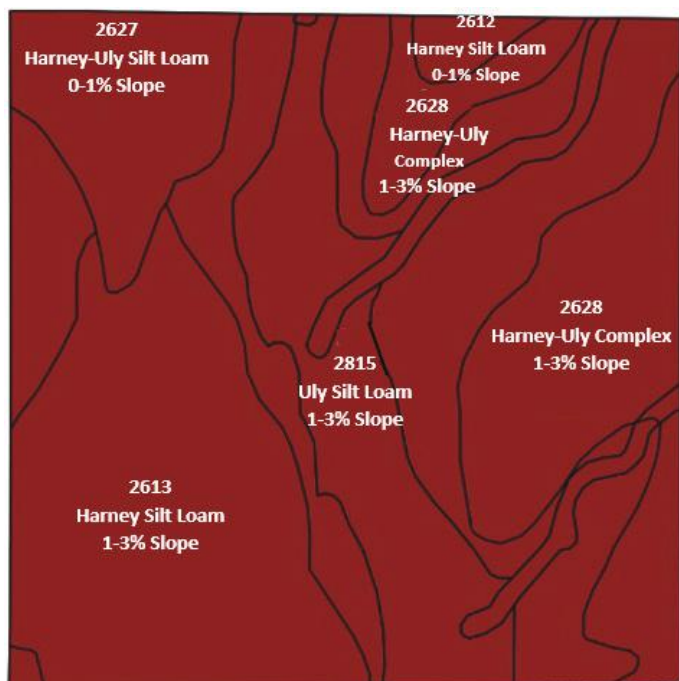 2627
Harney-Uly Silt Loam
0-1% Slope
2612
Harney Silt Loam
0-1% Slope
2628
Harney-Uly
Complex
1-3% Slope
2628
Harney-Uly Complex
1-3% Slope
2815
Uly Silt Loam
1-3% Slope
2613
Harney Silt Loam
1-3% Slope